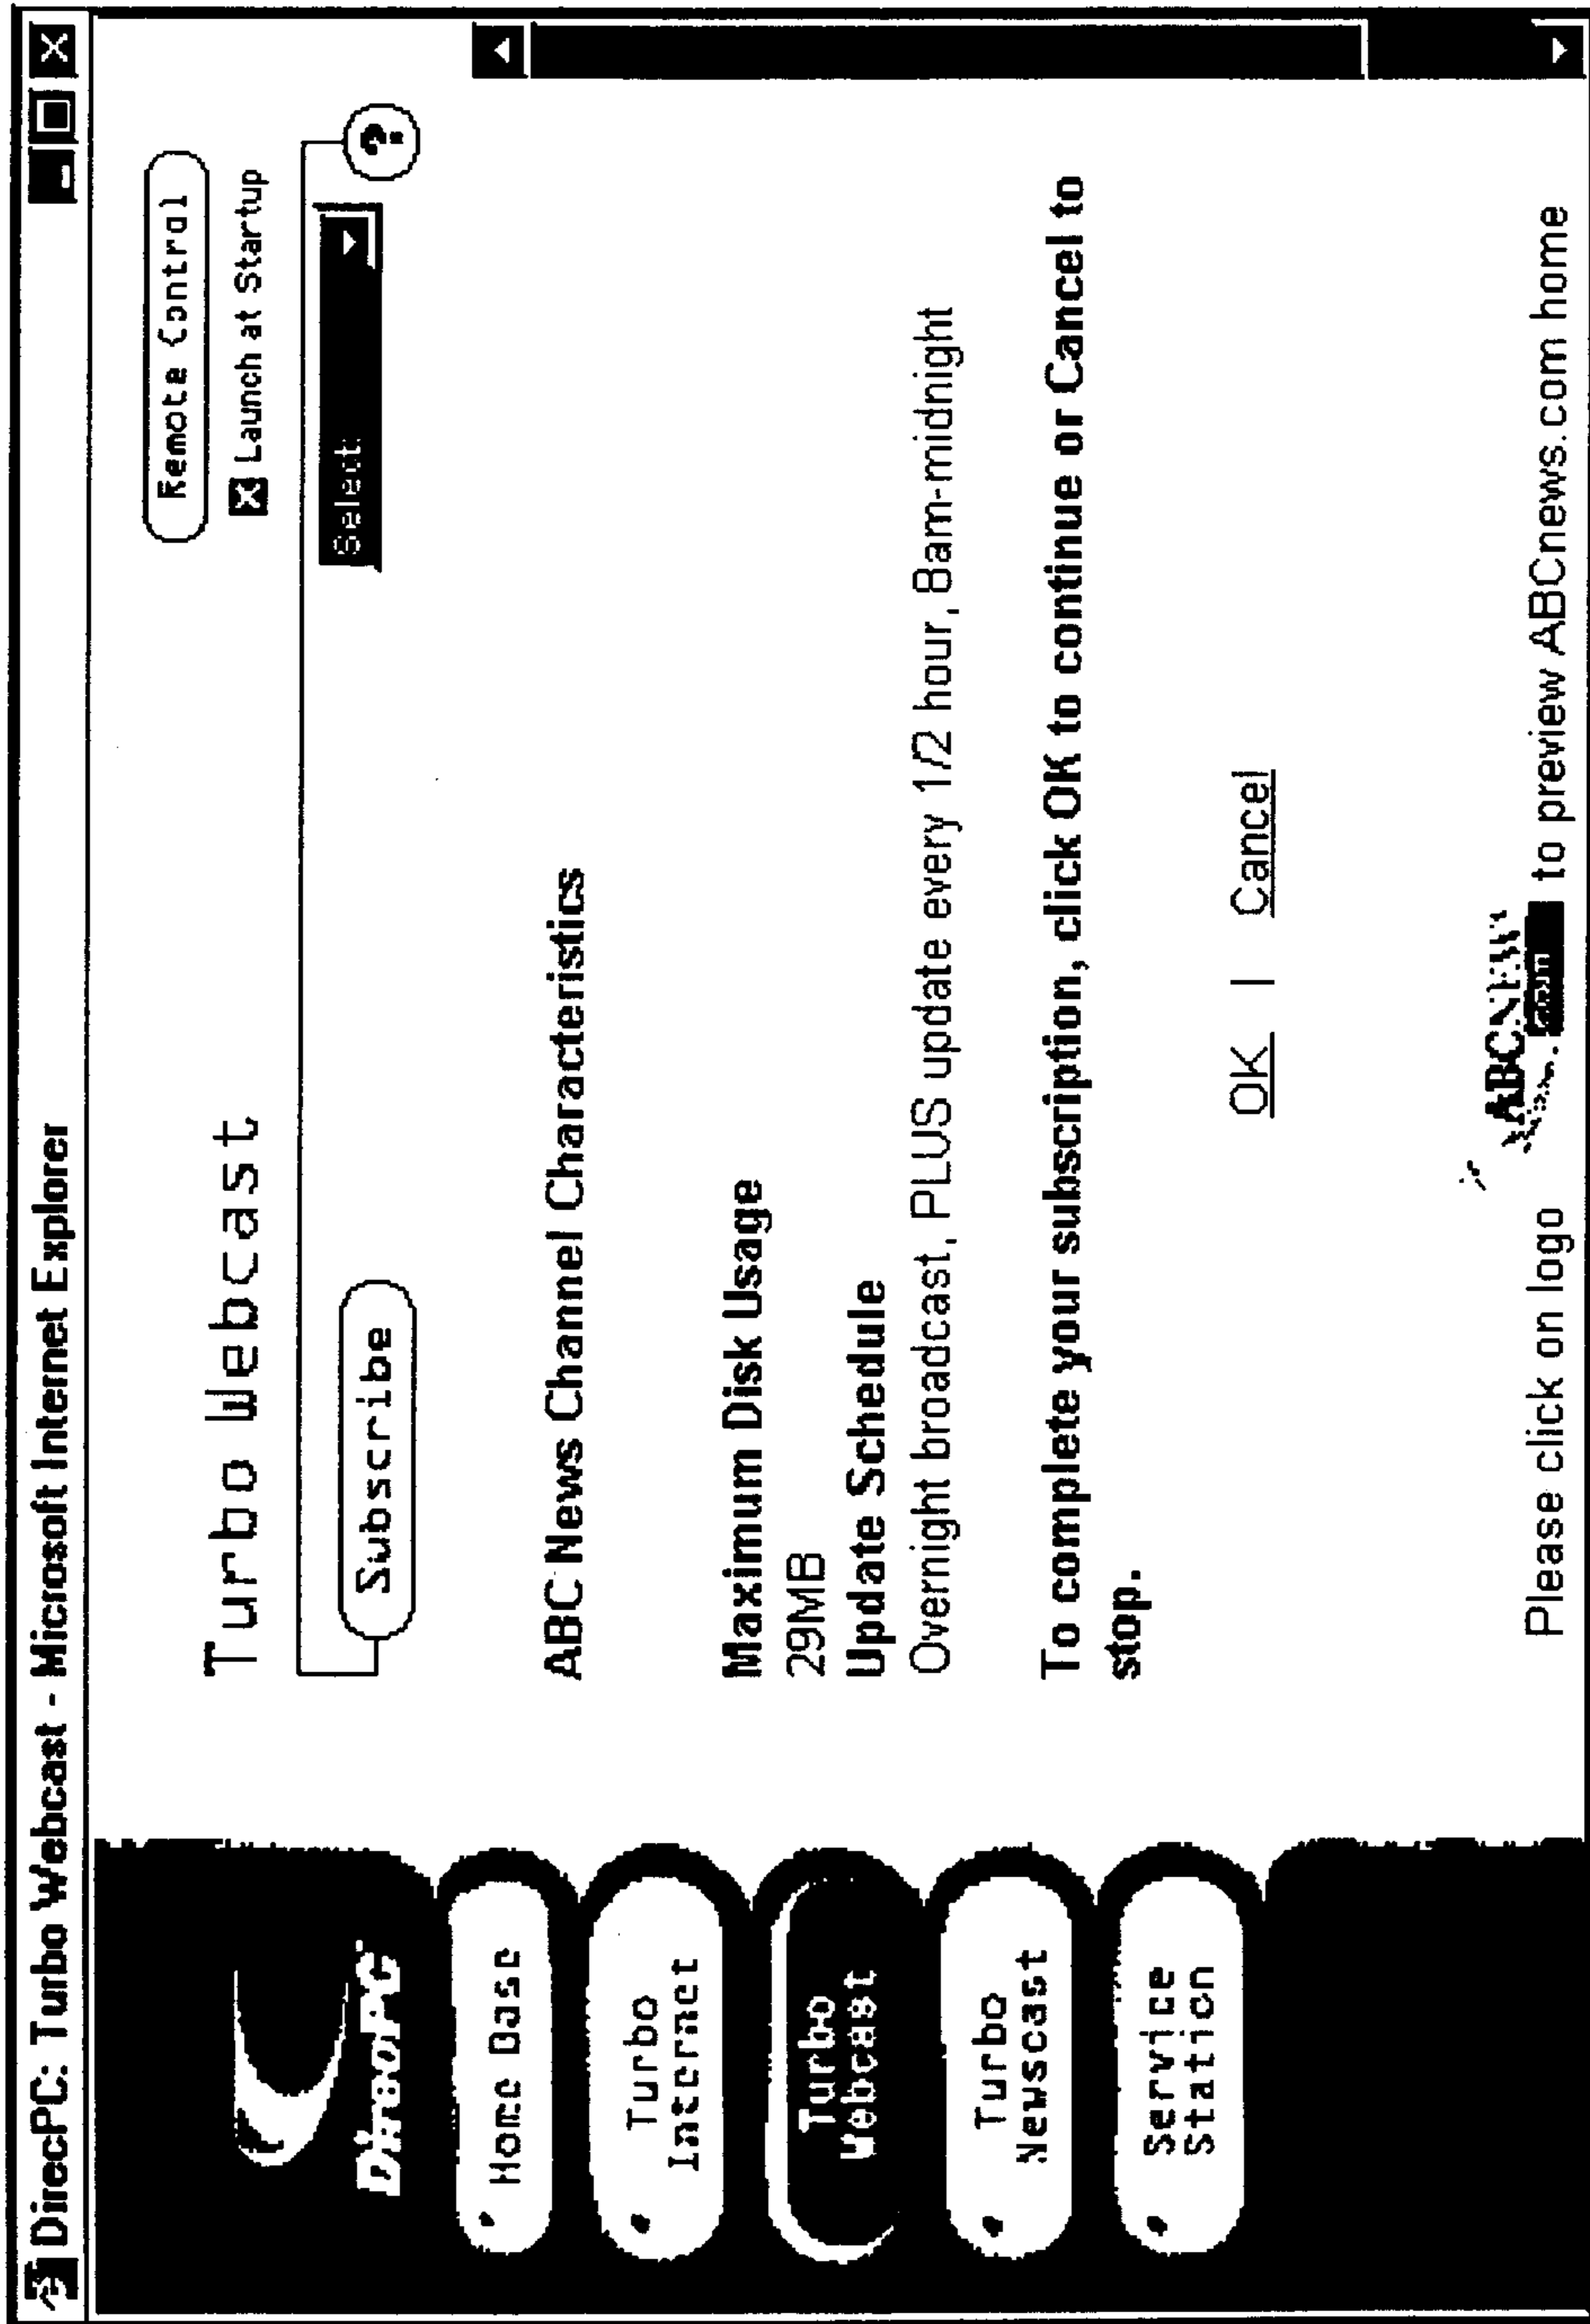 DirecPC: Turbo Webcast - Microsoft Internet Explorer
DIRECPC
Home Base
Turbo
Internet
Turbo
Webcast
Turbo
Newscast
Service
Station
Turbo Webcast
Remote Control
Launch at Startup
Subscribe
Select
?
ABC News Channel Characteristics
Maximum Disk Usage
29MB
Update Schedule
Overnight broadcast, PLUS update every 1/2 hour, 8am-midnight
To complete your subscription, click OK to continue or Cancel to
stop.
OK | Cancel
Please click on logo ABCNEWS.com to preview ABCnews.com home